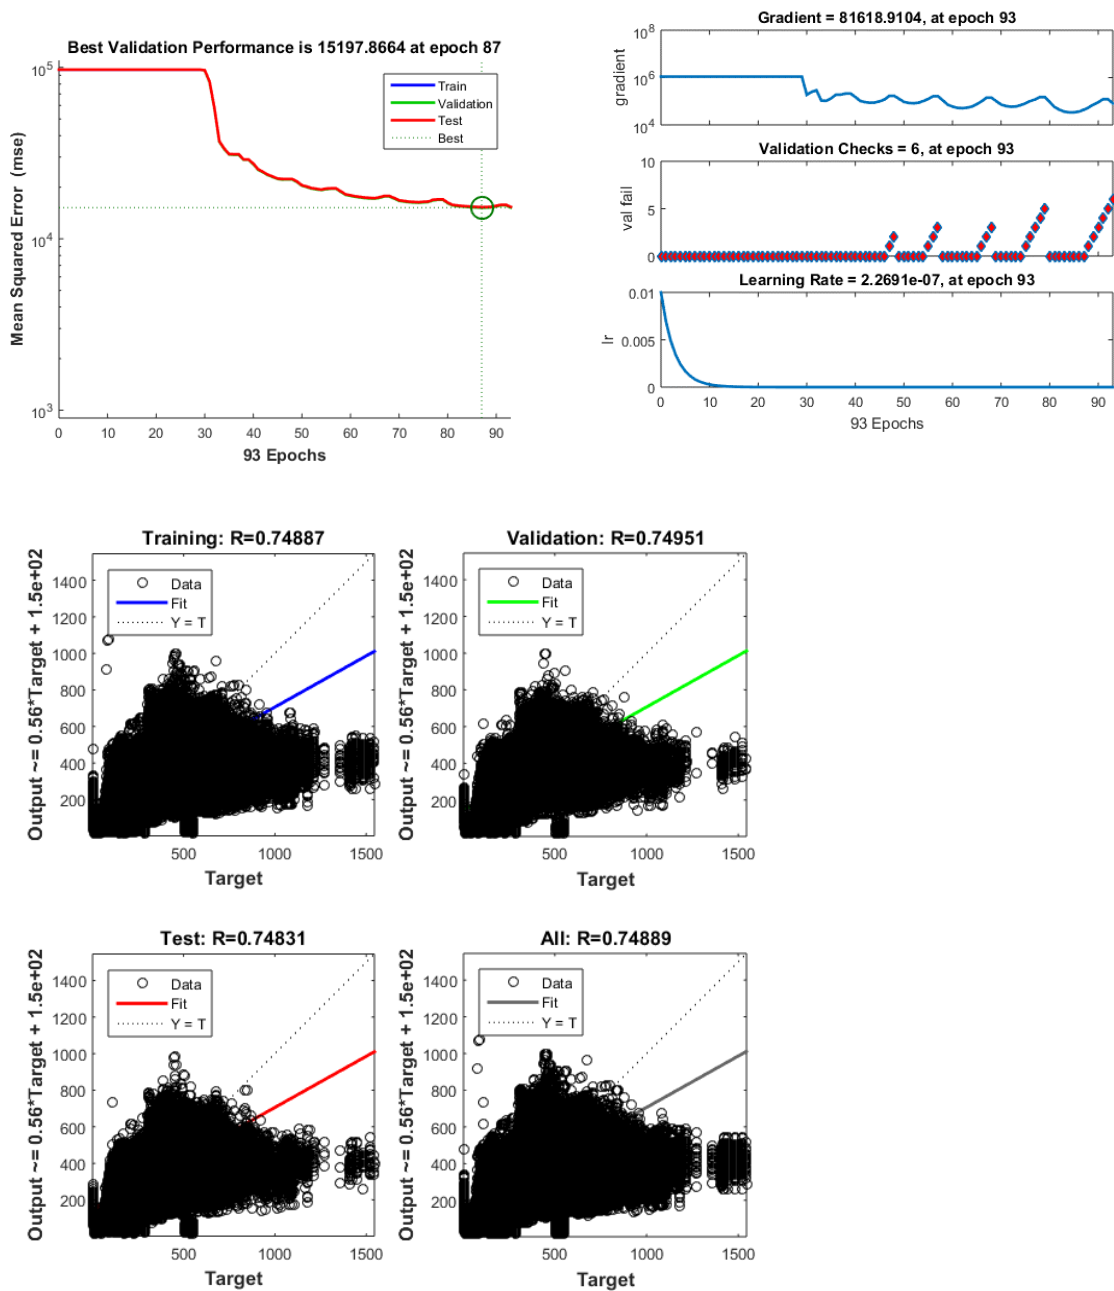 Best Validation Performance is 15197.8664 at epoch 87
Mean Squared Error (mse)
10^5
10^4
10^3
Train
Validation
Test
Best
0 10 20 30 40 50 60 70 80 90
93 Epochs
Gradient = 81618.9104, at epoch 93
gradient
10^8
10^6
10^4
Validation Checks = 6, at epoch 93
val fail
10
5
0
Learning Rate = 2.2691e-07, at epoch 93
lr
0.01
0.005
0
0 10 20 30 40 50 60 70 80 90
93 Epochs
Training: R=0.74887
Output ~= 0.56*Target + 1.5e+02
1400
1200
1000
800
600
400
200
Data
Fit
Y = T
500 1000 1500
Target
Validation: R=0.74951
Output ~= 0.56*Target + 1.5e+02
1400
1200
1000
800
600
400
200
Data
Fit
Y = T
500 1000 1500
Target
Test: R=0.74831
Output ~= 0.56*Target + 1.5e+02
1400
1200
1000
800
600
400
200
Data
Fit
Y = T
500 1000 1500
Target
All: R=0.74889
Output ~= 0.56*Target + 1.5e+02
1400
1200
1000
800
600
400
200
Data
Fit
Y = T
500 1000 1500
Target